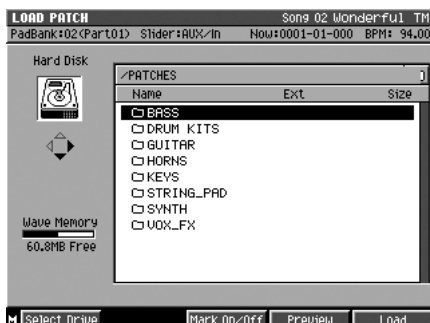 LOAD PATCH Song 02 Wonderful TM
PadBank:02(Part01) Slider:AUX/In Now:0001-01-000 BPM: 94.00
Hard Disk
/PATCHES
Name Ext Size
BASS
DRUM KITS
GUITAR
HORNS
KEYS
STRING_PAD
SYNTH
VOX_FX
Wave Memory
60.8MB Free
M Select Drive Mark On/Off Preview Load